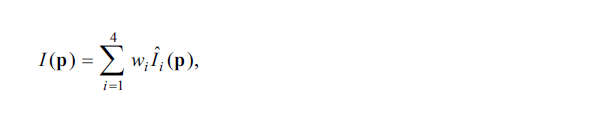 I(p) = ∑_{i=1}^{4} w_i Î_i(p),